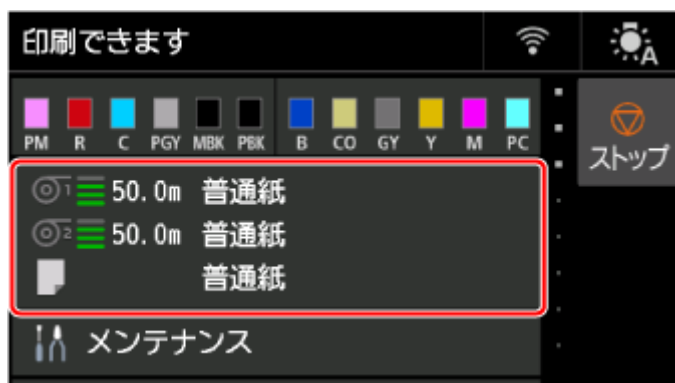 印刷できます
A
PM R C PGY MBK PBK B CO GY Y M PC
ストップ
1 50.0m 普通紙
2 50.0m 普通紙
普通紙
メンテナンス